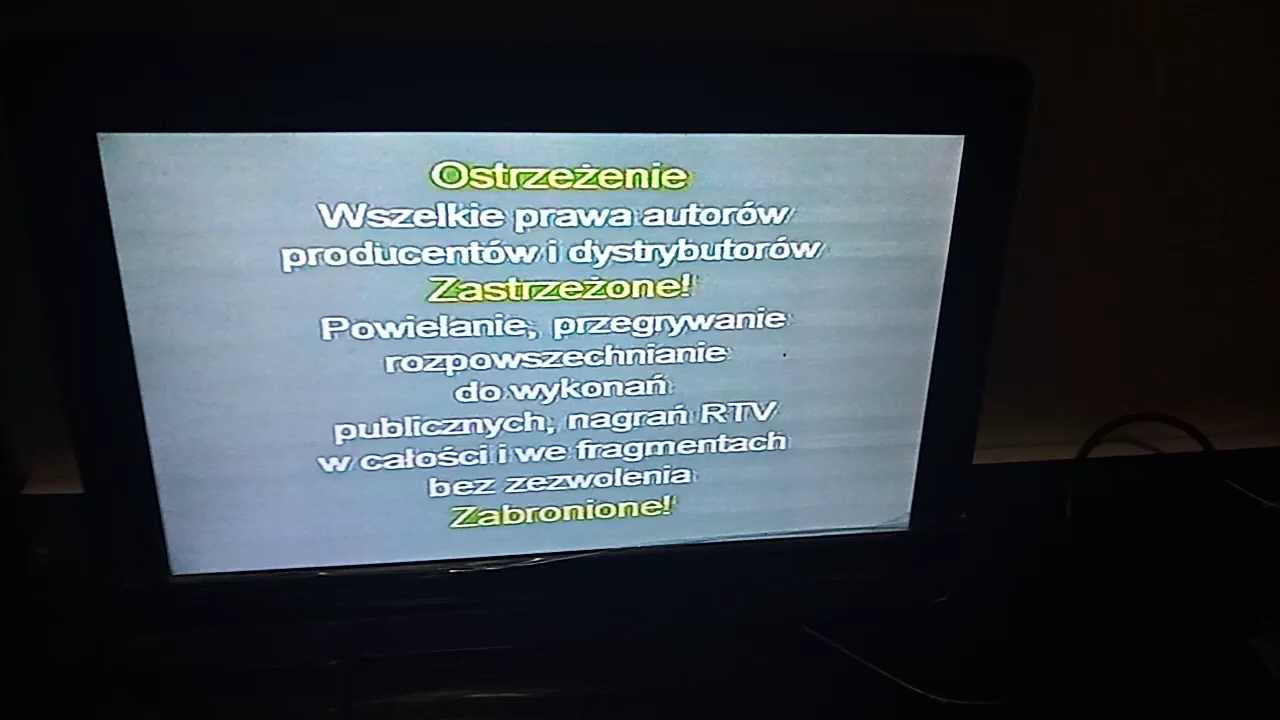 Ostrzeżenie
Wszelkie prawa autorów
producentów i dystrybutorów
Zastrzeżone!
Powielanie, przegrywanie
rozpowszechnianie
do wykonań
publicznych, nagrań RTV
w całości i we fragmentach
bez zezwolenia
Zabronione!